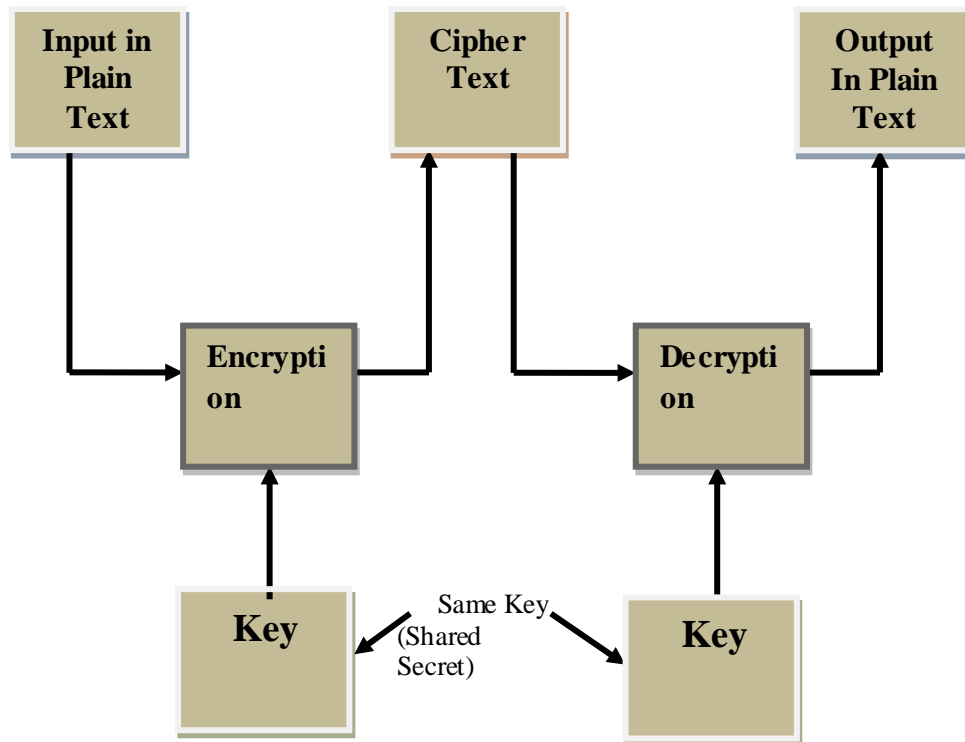 Input in
Plain
Text
Cipher
Text
Output
In Plain
Text
Encrypti
on
Decrypti
on
Key
Same Key
(Shared
Secret)
Key